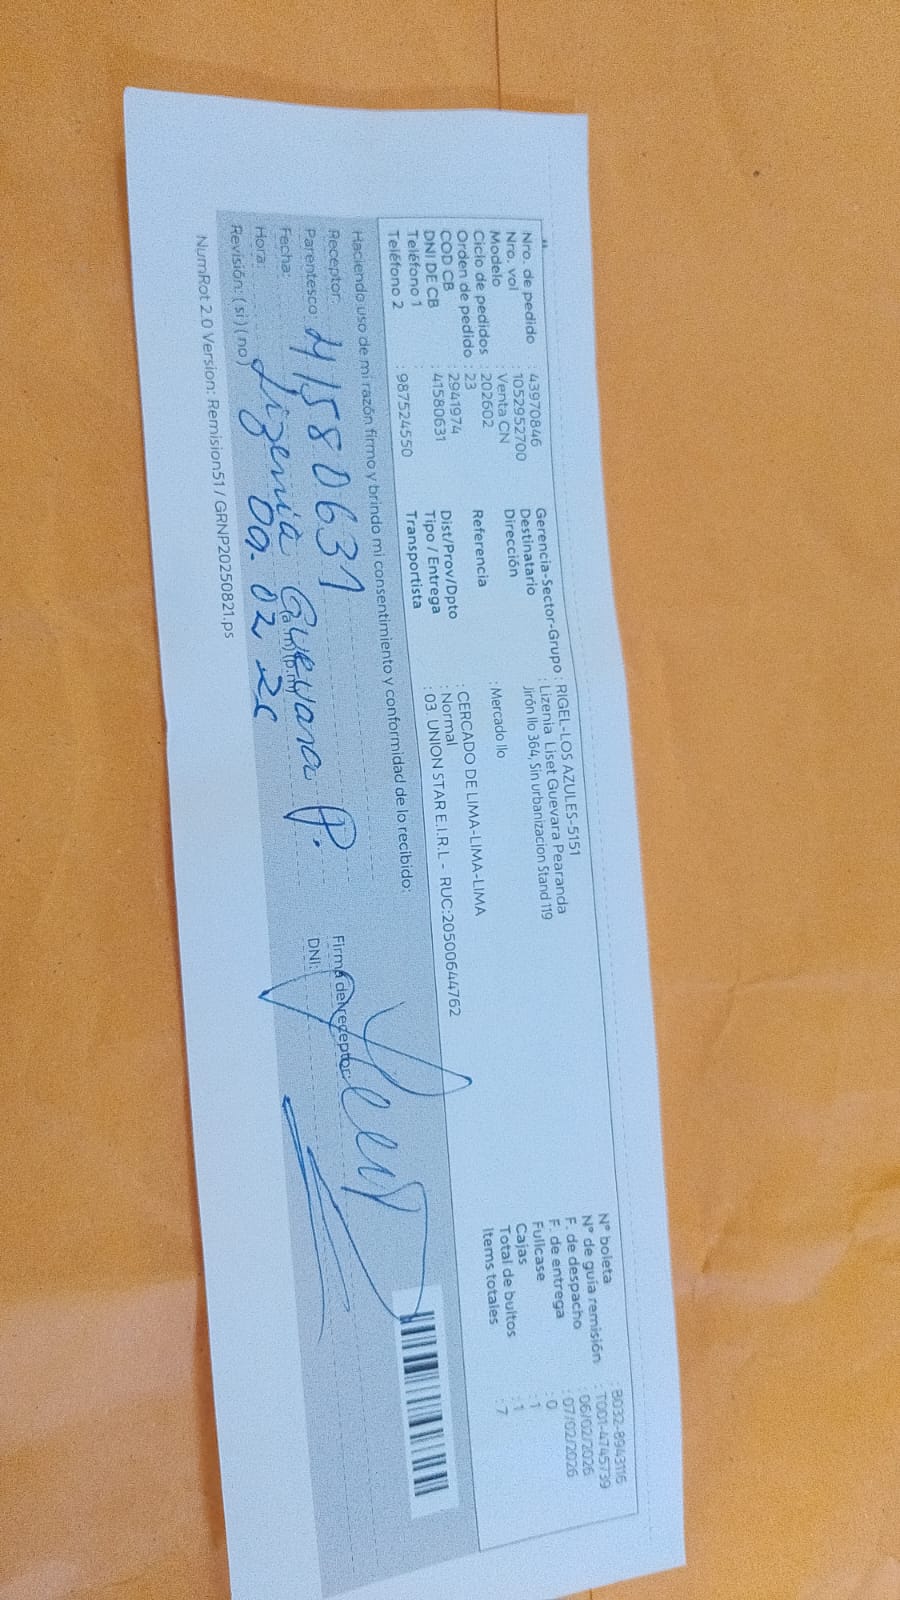 Nro. de pedido : 43970846
Nro. vol : 1052952700
Modelo : Venta CN
Ciclo de pedidos : 202602
Orden de pedido : 23
COD CB : 2941974
DNI DE CB : 41580631
Teléfono 1 :
Teléfono 2 : 987524550
Gerencia-Sector-Grupo : RIGEL-LOS AZULES-5151
Destinatario : Lizenia Liset Guevara Pearanda
Dirección : Jirón Ilo 364, Sin urbanizacion Stand 119
Referencia : Mercado Ilo
Dist/Prov/Dpto : CERCADO DE LIMA-LIMA-LIMA
Tipo / Entrega : Normal
Transportista : 03 UNION STAR E.I.R.L - RUC:20500644762
N° boleta : B032-8943116
N° de guía remisión : T001-4745739
F. de despacho : 06/02/2026
F. de entrega : 07/02/2026
Fullcase : 0
Cajas : 1
Total de bultos : 1
Items totales : 7
Haciendo uso de mi razón firmo y brindo mi consentimiento y conformidad de lo recibido:
Receptor: 41580631
Parentesco:
Fecha: Lizenia Guevara P.
Hora: (a.m) (p.m) 09. 02 26
Revisión: (si) (no)
Firma del receptor:
DNI:
NumRot 2.0 Version: Remision51 / GRNP20250821.ps